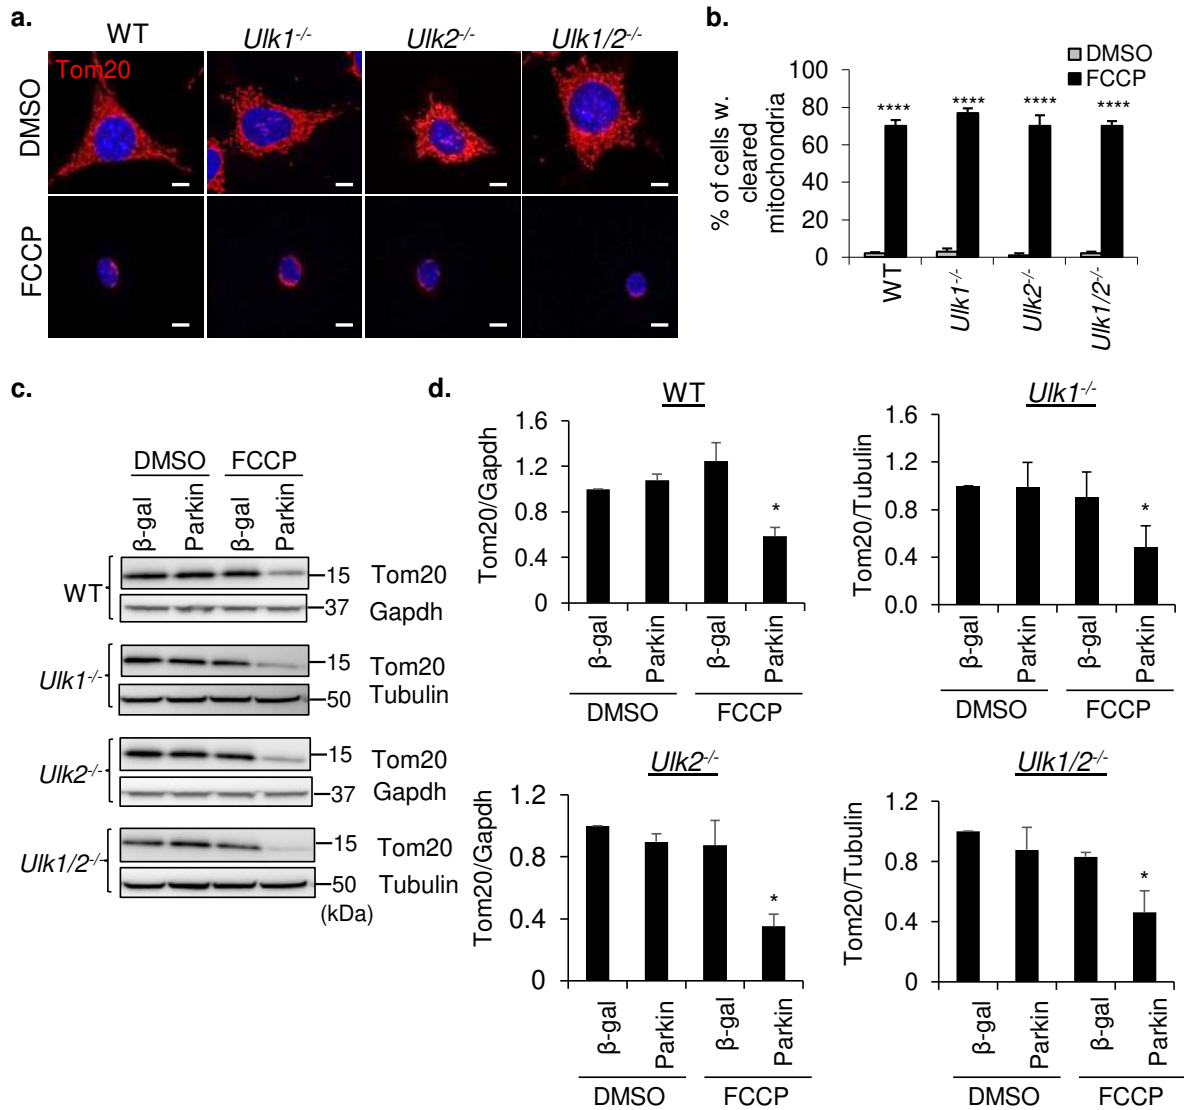 a.
WT
Ulk1-/-
Ulk2-/-
Ulk1/2-/-
Tom20
DMSO
FCCP
b.
DMSO
FCCP
% of cells w.
cleared
mitochondria
100
80
60
40
20
0
****
****
****
****
WT
Ulk1-/-
Ulk2-/-
Ulk1/2-/-
c.
DMSO FCCP
β-gal Parkin β-gal Parkin
WT
15 Tom20
37 Gapdh
Ulk1-/-
15 Tom20
50 Tubulin
Ulk2-/-
15 Tom20
37 Gapdh
Ulk1/2-/-
15 Tom20
50 Tubulin
(kDa)
d.
WT
Tom20/Gapdh
1.6
1.2
0.8
0.4
0
*
β-gal Parkin β-gal Parkin
DMSO FCCP
Ulk1-/-
Tom20/Tubulin
1.6
1.2
0.8
0.4
0.0
*
β-gal Parkin β-gal Parkin
DMSO FCCP
Ulk2-/-
Tom20/Gapdh
1.2
0.8
0.4
0
*
β-gal Parkin β-gal Parkin
DMSO FCCP
Ulk1/2-/-
Tom20/Tubulin
1.2
0.8
0.4
0
*
β-gal Parkin β-gal Parkin
DMSO FCCP